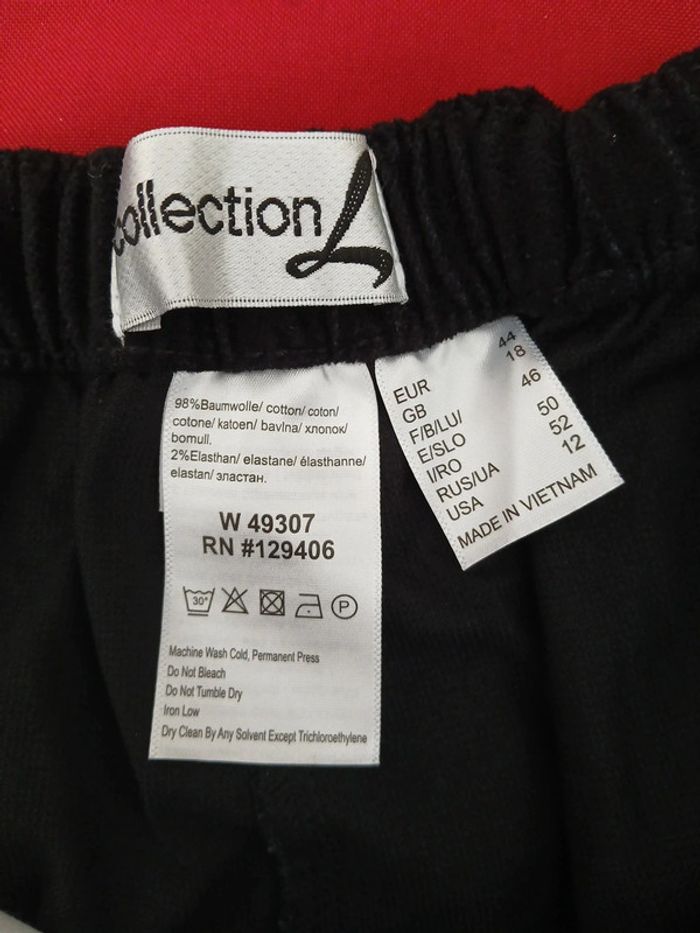 collection L
98%Baumwolle/ cotton/ coton/
cotone/ katoen/ bavlna/ хлопок/
bomull.
2%Elasthan/ elastane/ élasthanne/
elastan/ эластан.
W 49307
RN #129406
30°
P
Machine Wash Cold, Permanent Press
Do Not Bleach
Do Not Tumble Dry
Iron Low
Dry Clean By Any Solvent Except Trichloroethylene
EUR 44
GB 18
F/B/LU/ 46
E/SLO
I/RO 50
RUS/UA 52
USA 12
MADE IN VIETNAM